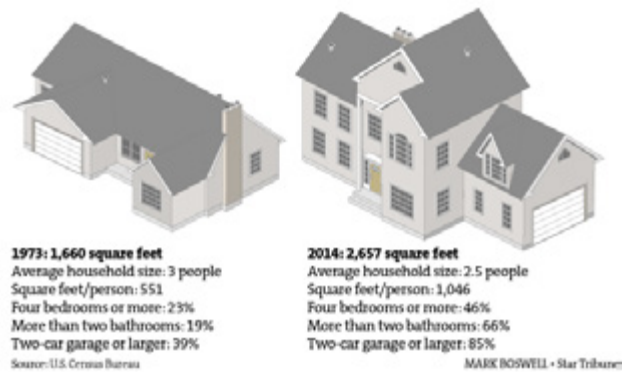 1973: 1,660 square feet
Average household size: 3 people
Square feet/person: 551
Four bedrooms or more: 23%
More than two bathrooms: 19%
Two-car garage or larger: 39%
Source: U.S. Census Bureau
2014: 2,657 square feet
Average household size: 2.5 people
Square feet/person: 1,046
Four bedrooms or more: 46%
More than two bathrooms: 66%
Two-car garage or larger: 85%
MARK BOSWELL • Star Tribune